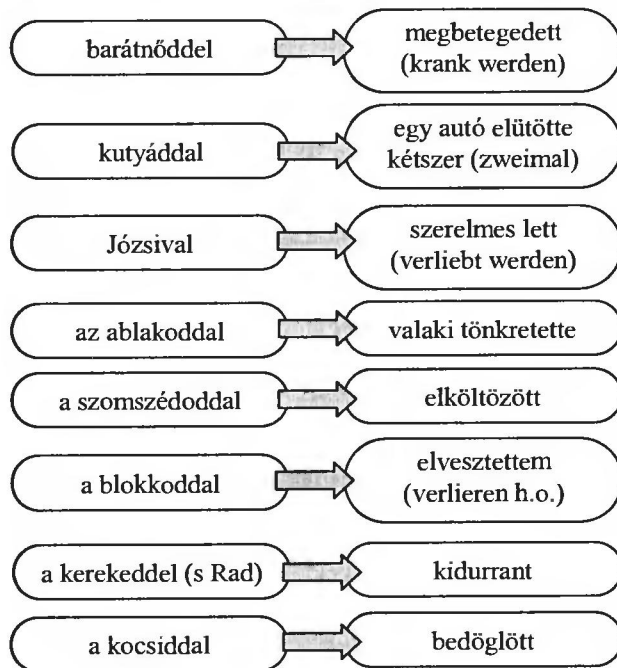 barátnőddel
megbetegedett
(krank werden)
kutyáddal
egy autó elütötte
kétszer (zweimal)
Józsival
szerelmes lett
(verliebt werden)
az ablakoddal
valaki tönkretette
a szomszédoddal
elköltözött
a blokkoddal
elvesztettem
(verlieren h.o.)
a kerekeddel (s Rad)
kidurrant
a kocsiddal
bedöglött